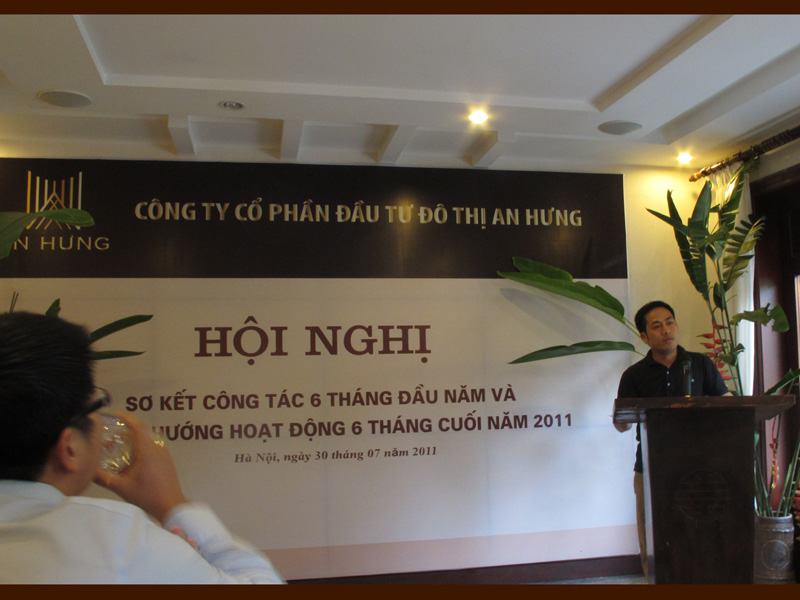 CÔNG TY CỔ PHẦN ĐẦU TƯ ĐÔ THỊ AN HƯNG
N HƯNG
HỘI NGHỊ
SƠ KẾT CÔNG TÁC 6 THÁNG ĐẦU NĂM VÀ
HƯỚNG HOẠT ĐỘNG 6 THÁNG CUỐI NĂM 2011
Hà Nội, ngày 30 tháng 07 năm 2011